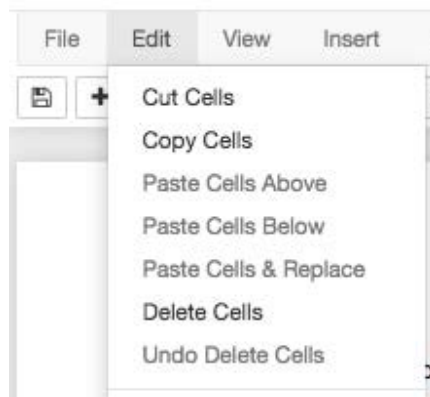 File Edit View Insert
Cut Cells
Copy Cells
Paste Cells Above
Paste Cells Below
Paste Cells & Replace
Delete Cells
Undo Delete Cells